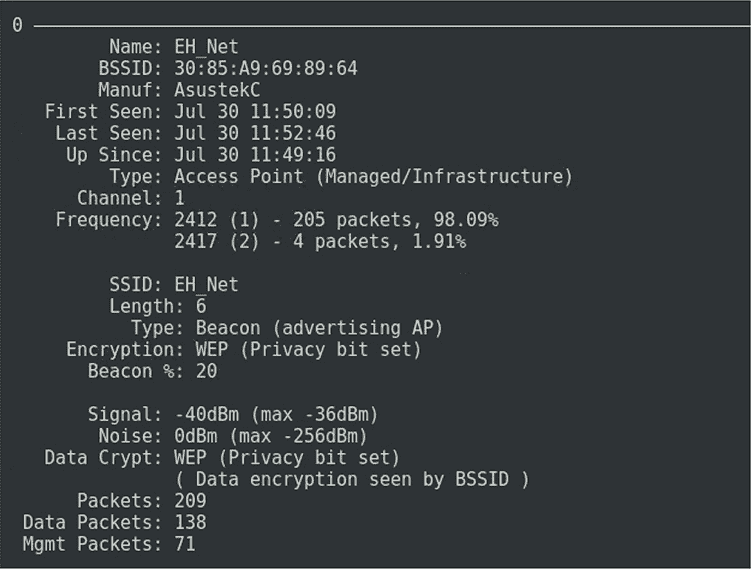 0
Name: EH_Net
BSSID: 30:85:A9:69:89:64
Manuf: AsustekC
First Seen: Jul 30 11:50:09
Last Seen: Jul 30 11:52:46
Up Since: Jul 30 11:49:16
Type: Access Point (Managed/Infrastructure)
Channel: 1
Frequency: 2412 (1) - 205 packets, 98.09%
2417 (2) - 4 packets, 1.91%
SSID: EH_Net
Length: 6
Type: Beacon (advertising AP)
Encryption: WEP (Privacy bit set)
Beacon %: 20
Signal: -40dBm (max -36dBm)
Noise: 0dBm (max -256dBm)
Data Crypt: WEP (Privacy bit set)
( Data encryption seen by BSSID )
Packets: 209
Data Packets: 138
Mgmt Packets: 71